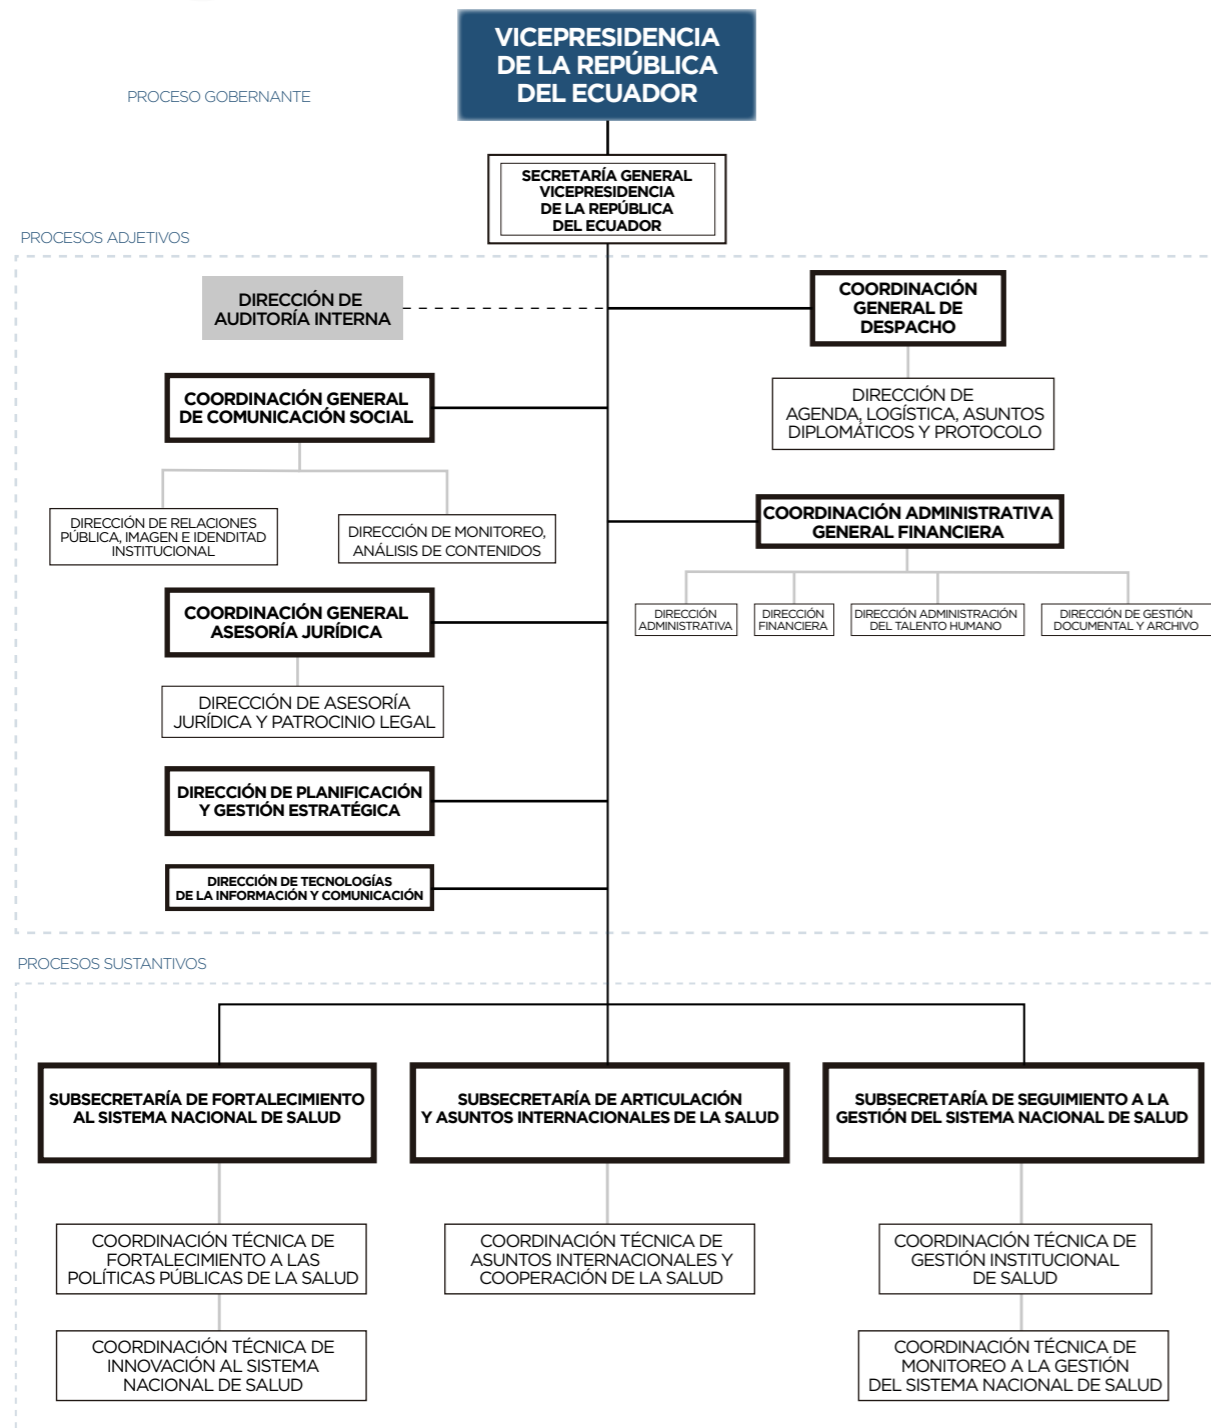 VICEPRESIDENCIA
DE LA REPÚBLICA
DEL ECUADOR
PROCESO GOBERNANTE
SECRETARÍA GENERAL
VICEPRESIDENCIA
DE LA REPÚBLICA
DEL ECUADOR
PROCESOS ADJETIVOS
DIRECCIÓN DE
AUDITORÍA INTERNA
COORDINACIÓN
GENERAL DE
DESPACHO
DIRECCIÓN DE
AGENDA, LOGÍSTICA, ASUNTOS
DIPLOMÁTICOS Y PROTOCOLO
COORDINACIÓN GENERAL
DE COMUNICACIÓN SOCIAL
DIRECCIÓN DE RELACIONES
PÚBLICA, IMAGEN E IDENDITAD
INSTITUCIONAL
DIRECCIÓN DE MONITOREO,
ANÁLISIS DE CONTENIDOS
COORDINACIÓN ADMINISTRATIVA
GENERAL FINANCIERA
DIRECCIÓN
ADMINISTRATIVA
DIRECCIÓN
FINANCIERA
DIRECCIÓN ADMINISTRACIÓN
DEL TALENTO HUMANO
DIRECCIÓN DE GESTIÓN
DOCUMENTAL Y ARCHIVO
COORDINACIÓN GENERAL
ASESORÍA JURÍDICA
DIRECCIÓN DE ASESORÍA
JURÍDICA Y PATROCINIO LEGAL
DIRECCIÓN DE PLANIFICACIÓN
Y GESTIÓN ESTRATÉGICA
DIRECCIÓN DE TECNOLOGÍAS
DE LA INFORMACIÓN Y COMUNICACIÓN
PROCESOS SUSTANTIVOS
SUBSECRETARÍA DE FORTALECIMIENTO
AL SISTEMA NACIONAL DE SALUD
SUBSECRETARÍA DE ARTICULACIÓN
Y ASUNTOS INTERNACIONALES DE LA SALUD
SUBSECRETARÍA DE SEGUIMIENTO A LA
GESTIÓN DEL SISTEMA NACIONAL DE SALUD
COORDINACIÓN TÉCNICA DE
FORTALECIMIENTO A LAS
POLÍTICAS PÚBLICAS DE LA SALUD
COORDINACIÓN TÉCNICA DE
ASUNTOS INTERNACIONALES Y
COOPERACIÓN DE LA SALUD
COORDINACIÓN TÉCNICA DE
GESTIÓN INSTITUCIONAL
DE SALUD
COORDINACIÓN TÉCNICA DE
INNOVACIÓN AL SISTEMA
NACIONAL DE SALUD
COORDINACIÓN TÉCNICA DE
MONITOREO A LA GESTIÓN
DEL SISTEMA NACIONAL DE SALUD